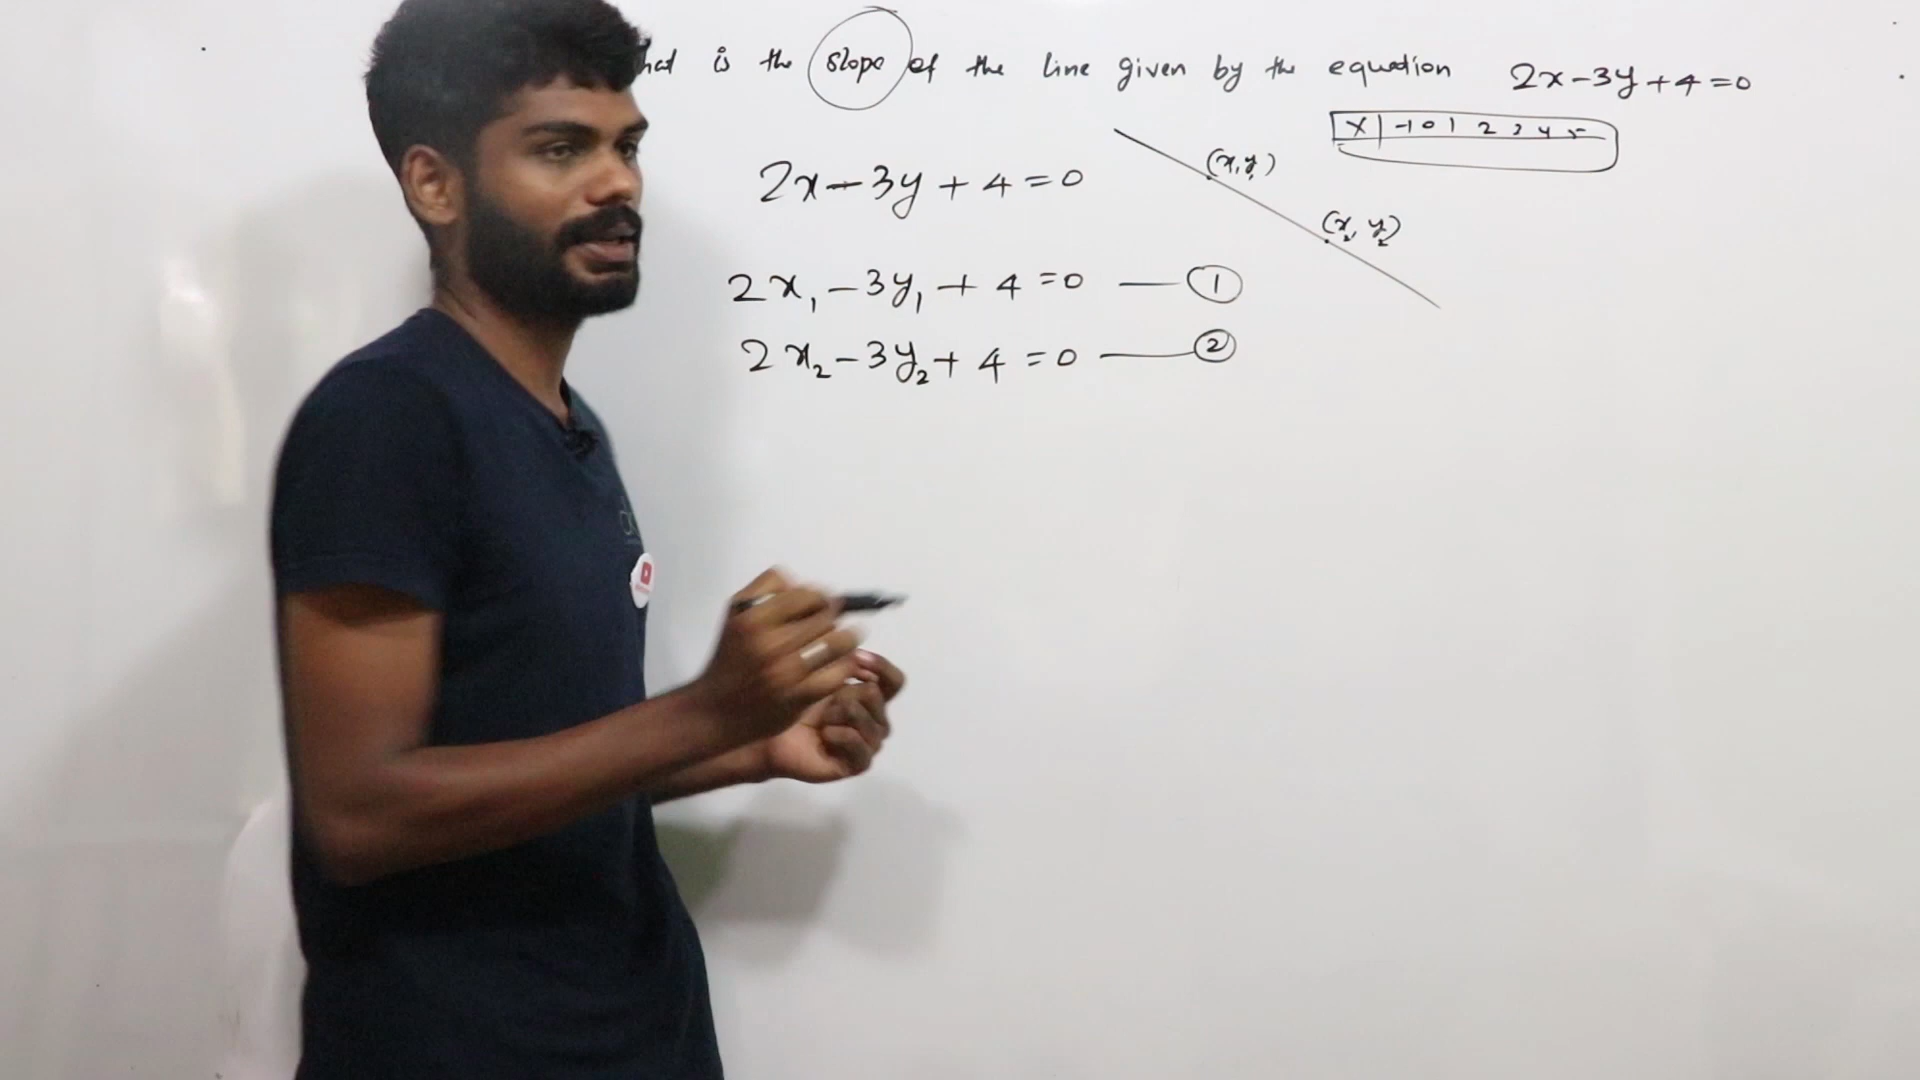 is the slope of the line given by the equation 2x-3y+4=0
X | -1 0 1 2 3 4 5
2x-3y+4=0
(x, y,)
(x₂, y₂)
2x₁-3y₁+4=0 — ①
2x₂-3y₂+4=0 — ②